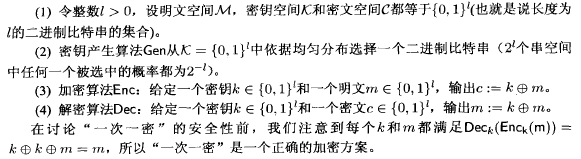 (1) 令整数l > 0，设明文空间M，密钥空间K和密文空间C都等于{0,1}^l(也就是说长度为
l的二进制比特串的集合)。
(2) 密钥产生算法Gen从K = {0,1}^l中依据均匀分布选择一个二进制比特串（2^l个串空间
中任何一个被选中的概率都为2^{-l}）。
(3) 加密算法Enc: 给定一个密钥k ∈ {0,1}^l和一个明文m ∈ {0,1}^l，输出c := k ⊕ m。
(4) 解密算法Dec: 给定一个密钥k ∈ {0,1}^l和一个密文c ∈ {0,1}^l，输出m := k ⊕ m。
在讨论“一次一密”的安全性前，我们注意到每个k和m都满足Dec_k(Enc_k(m)) =
k ⊕ k ⊕ m = m，所以“一次一密”是一个正确的加密方案。